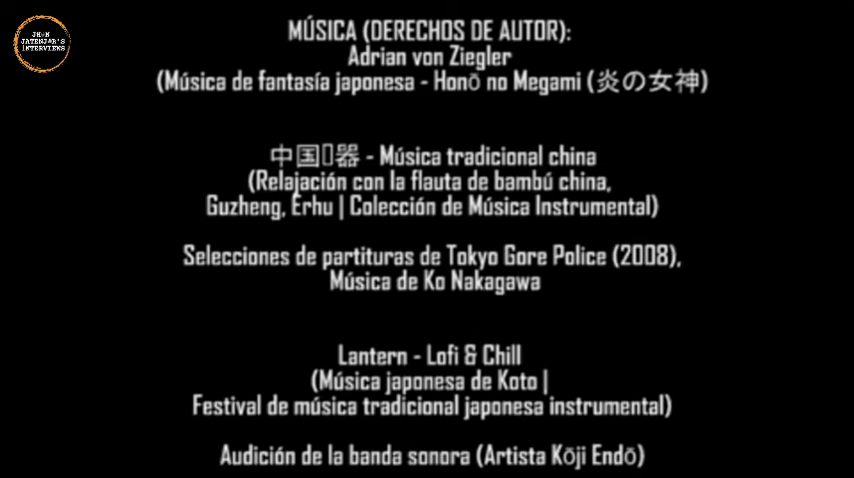 JHON
JATENJOR'S
INTERVIEWS
MÚSICA (DERECHOS DE AUTOR):
Adrian von Ziegler
(Música de fantasía japonesa - Honō no Megami (炎の女神)
中国▯器 - Música tradicional china
(Relajación con la flauta de bambú china,
Guzheng, Erhu | Colección de Música Instrumental)
Selecciones de partituras de Tokyo Gore Police (2008),
Música de Ko Nakagawa
Lantern - Lofi & Chill
(Música japonesa de Koto |
Festival de música tradicional japonesa instrumental)
Audición de la banda sonora (Artista Kōji Endō)